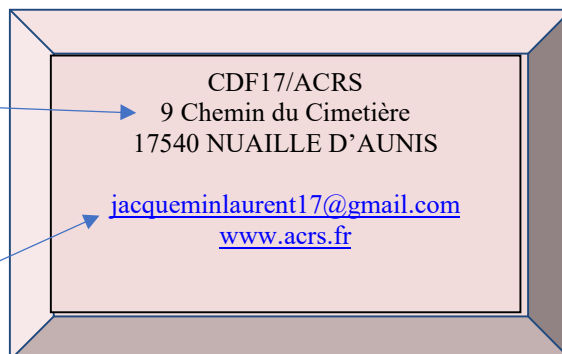 CDF17/ACRS
9 Chemin du Cimetière
17540 NUAILLE D’AUNIS
jacqueminlaurent17@gmail.com
www.acrs.fr